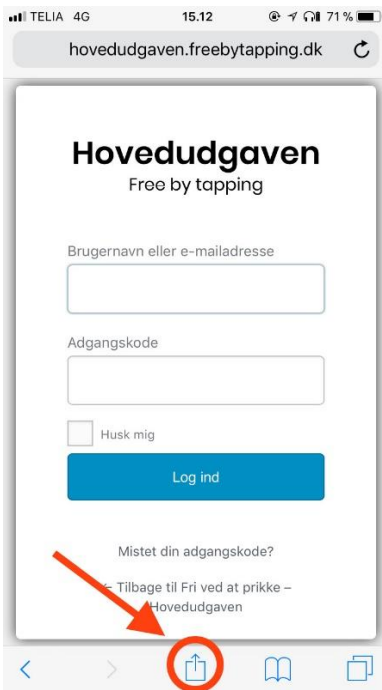 TELIA 4G 15.12 71 %
hovedudgaven.freebytapping.dk
Hovedudgaven
Free by tapping
Brugernavn eller e-mailadresse
Adgangskode
Husk mig
Log ind
Mistet din adgangskode?
← Tilbage til Fri ved at prikke –
Hovedudgaven